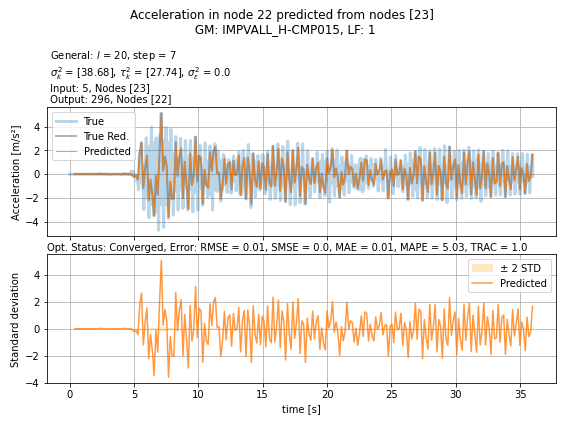 Acceleration in node 22 predicted from nodes [23]
GM: IMPVALL_H-CMP015, LF: 1
General: l = 20, step = 7
σ²ₖ = [38.68], τ²ₖ = [27.74], σ²ε = 0.0
Input: 5, Nodes [23]
Output: 296, Nodes [22]
True
True Red.
Predicted
Acceleration [m/s²]
4
2
0
−2
−4
Opt. Status: Converged, Error: RMSE = 0.01, SMSE = 0.0, MAE = 0.01, MAPE = 5.03, TRAC = 1.0
± 2 STD
Predicted
Standard deviation
4
2
0
−2
−4
0 5 10 15 20 25 30 35
time [s]